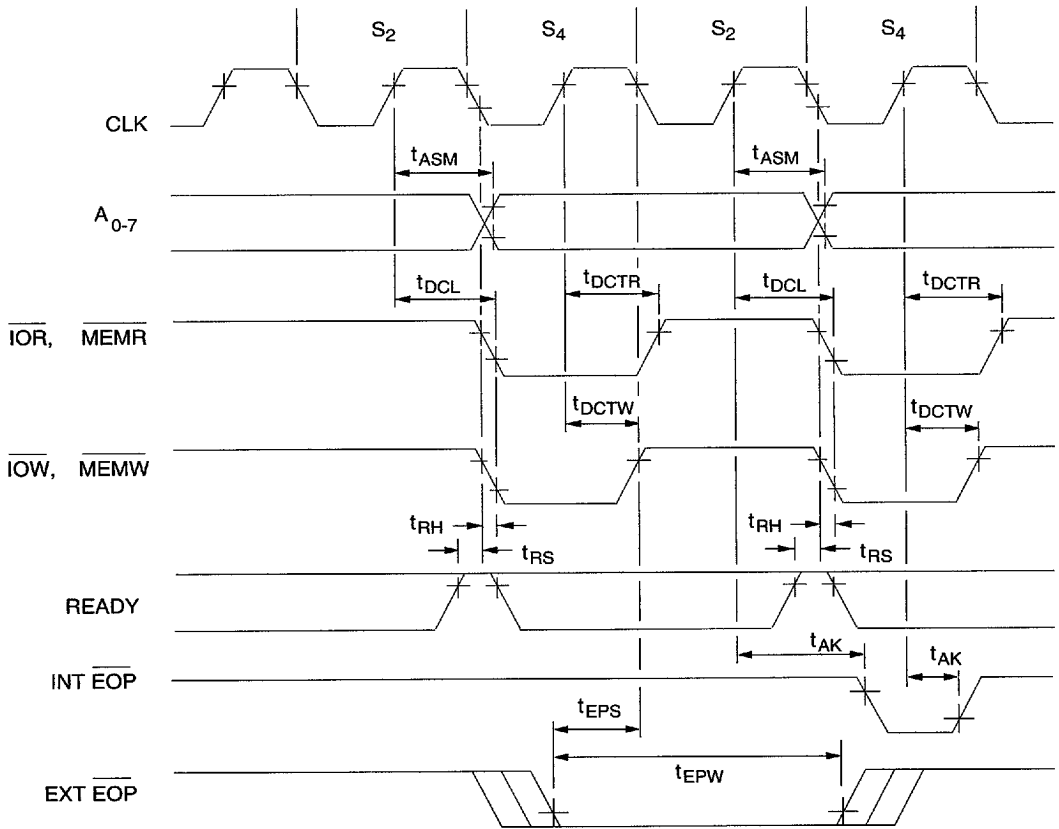 S2 S4 S2 S4
CLK
tASM tASM
A0-7
tDCL tDCTR tDCL tDCTR
IOR, MEMR
tDCTW tDCTW
IOW, MEMW
tRH tRS tRH tRS
READY
tAK tAK
INT EOP
tEPS
tEPW
EXT EOP